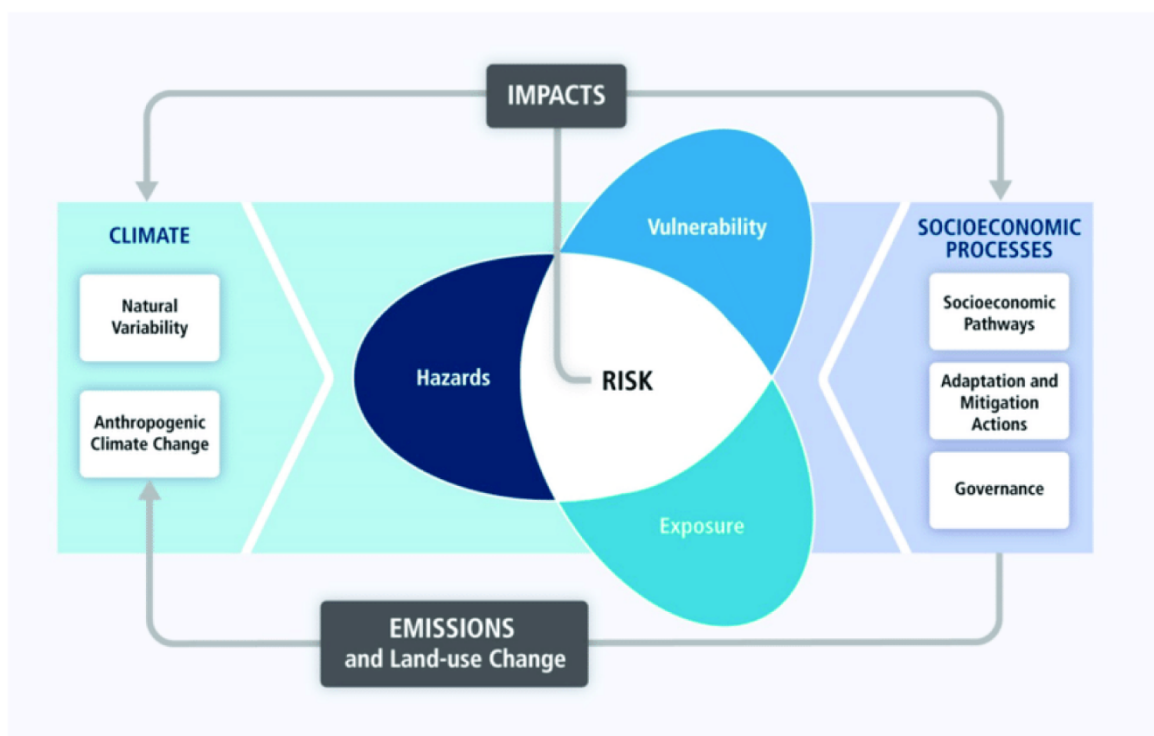 IMPACTS
CLIMATE
Natural
Variability
Anthropogenic
Climate Change
Vulnerability
Hazards
RISK
Exposure
SOCIOECONOMIC
PROCESSES
Socioeconomic
Pathways
Adaptation and
Mitigation
Actions
Governance
EMISSIONS
and Land-use Change